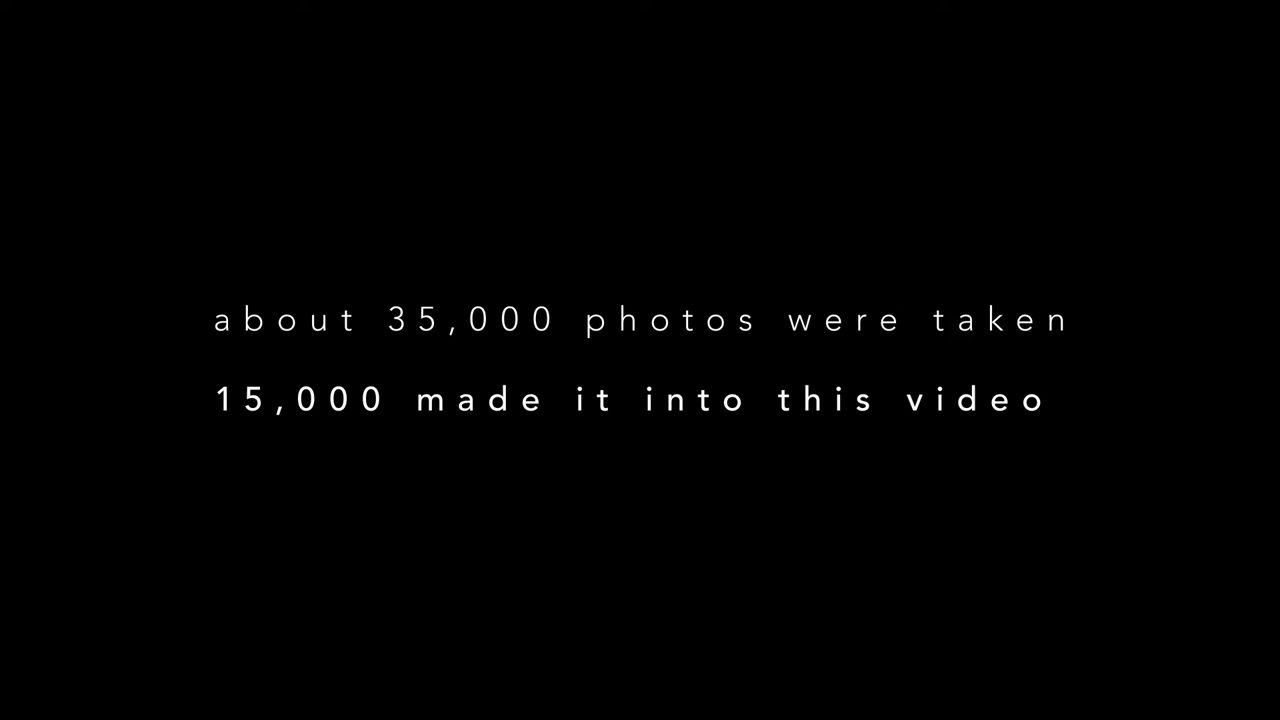 about 35,000 photos were taken
15,000 made it into this video